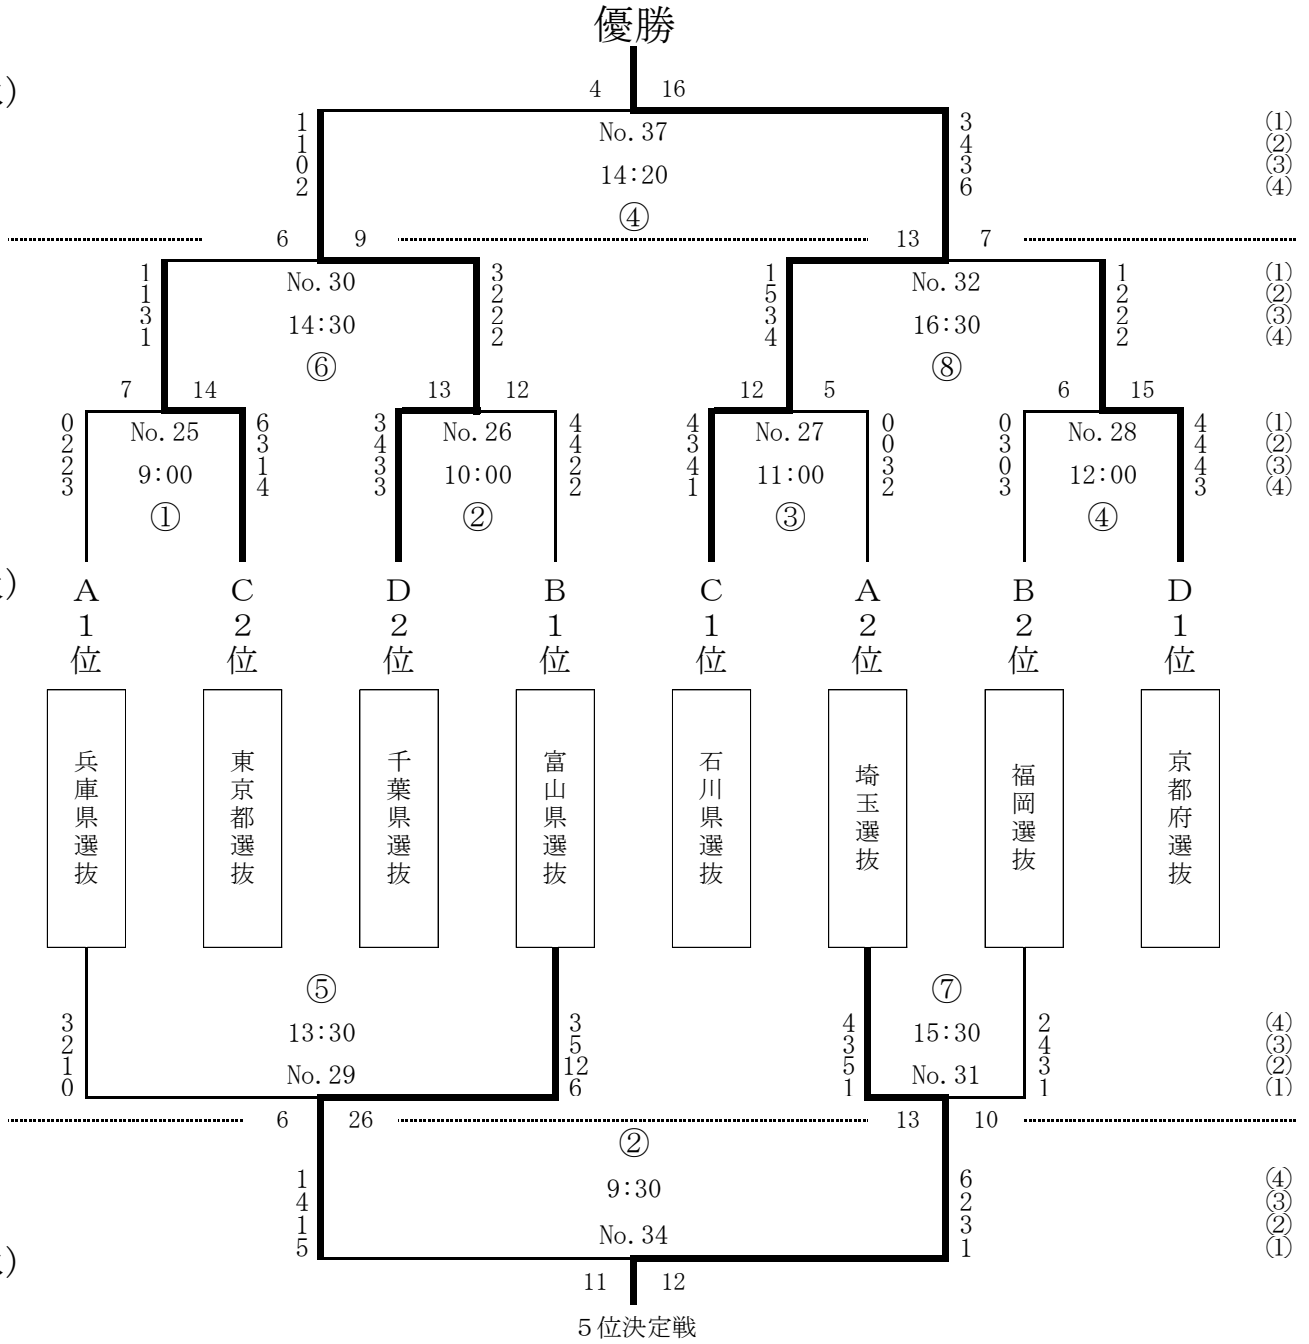 優勝
)
4 16
1 3 (1)
1 No.37 4 (2)
0 3 (3)
2 14:20 6 (4)
④
6 9 13 7
1 3 1 1 (1)
1 No.30 2 5 No.32 2 (2)
3 2 3 2 (3)
1 14:30 2 4 16:30 2 (4)
⑥ ⑧
7 14 13 12 12 5 6 15
0 6 3 4 4 0 0 4 (1)
2 No.25 3 4 No.26 4 3 No.27 0 3 No.28 4 (2)
2 1 3 2 4 3 0 4 (3)
3 9:00 4 3 10:00 2 1 11:00 2 3 12:00 3 (4)
① ② ③ ④
)
A1位 C2位 D2位 B1位 C1位 A2位 B2位 D1位
兵庫県選抜
東京都選抜
千葉県選抜
富山県選抜
石川県選抜
埼玉選抜
福岡選抜
京都府選抜
⑤ ⑦
3 13:30 3 4 15:30 2 (4)
2 5 3 4 (3)
1 12 5 3 (2)
0 No.29 6 1 No.31 1 (1)
6 26 13 10
②
1 9:30 6 (4)
4 2 (3)
1 No.34 3 (2)
5 1 (1)
)
11 12
５位決定戦